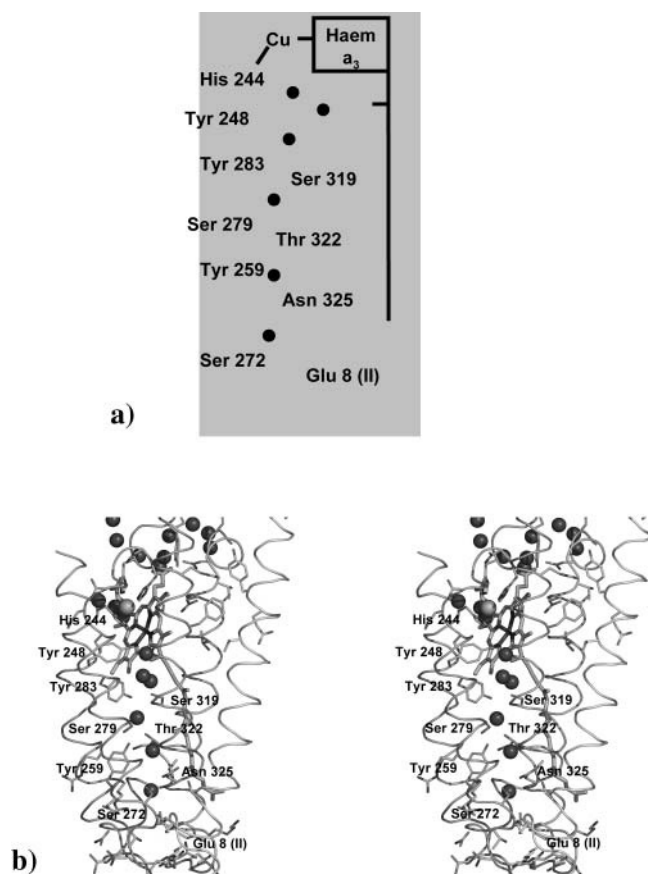 Cu
Haem
a3
His 244
Tyr 248
Tyr 283
Ser 319
Ser 279
Thr 322
Tyr 259
Asn 325
Ser 272
Glu 8 (II)
a)
His 244
Tyr 248
Tyr 283
Ser 319
Ser 279
Thr 322
Tyr 259
Asn 325
Ser 272
Glu 8 (II)
His 244
Tyr 248
Tyr 283
Ser 319
Ser 279
Thr 322
Tyr 259
Asn 325
Ser 272
Glu 8 (II)
b)